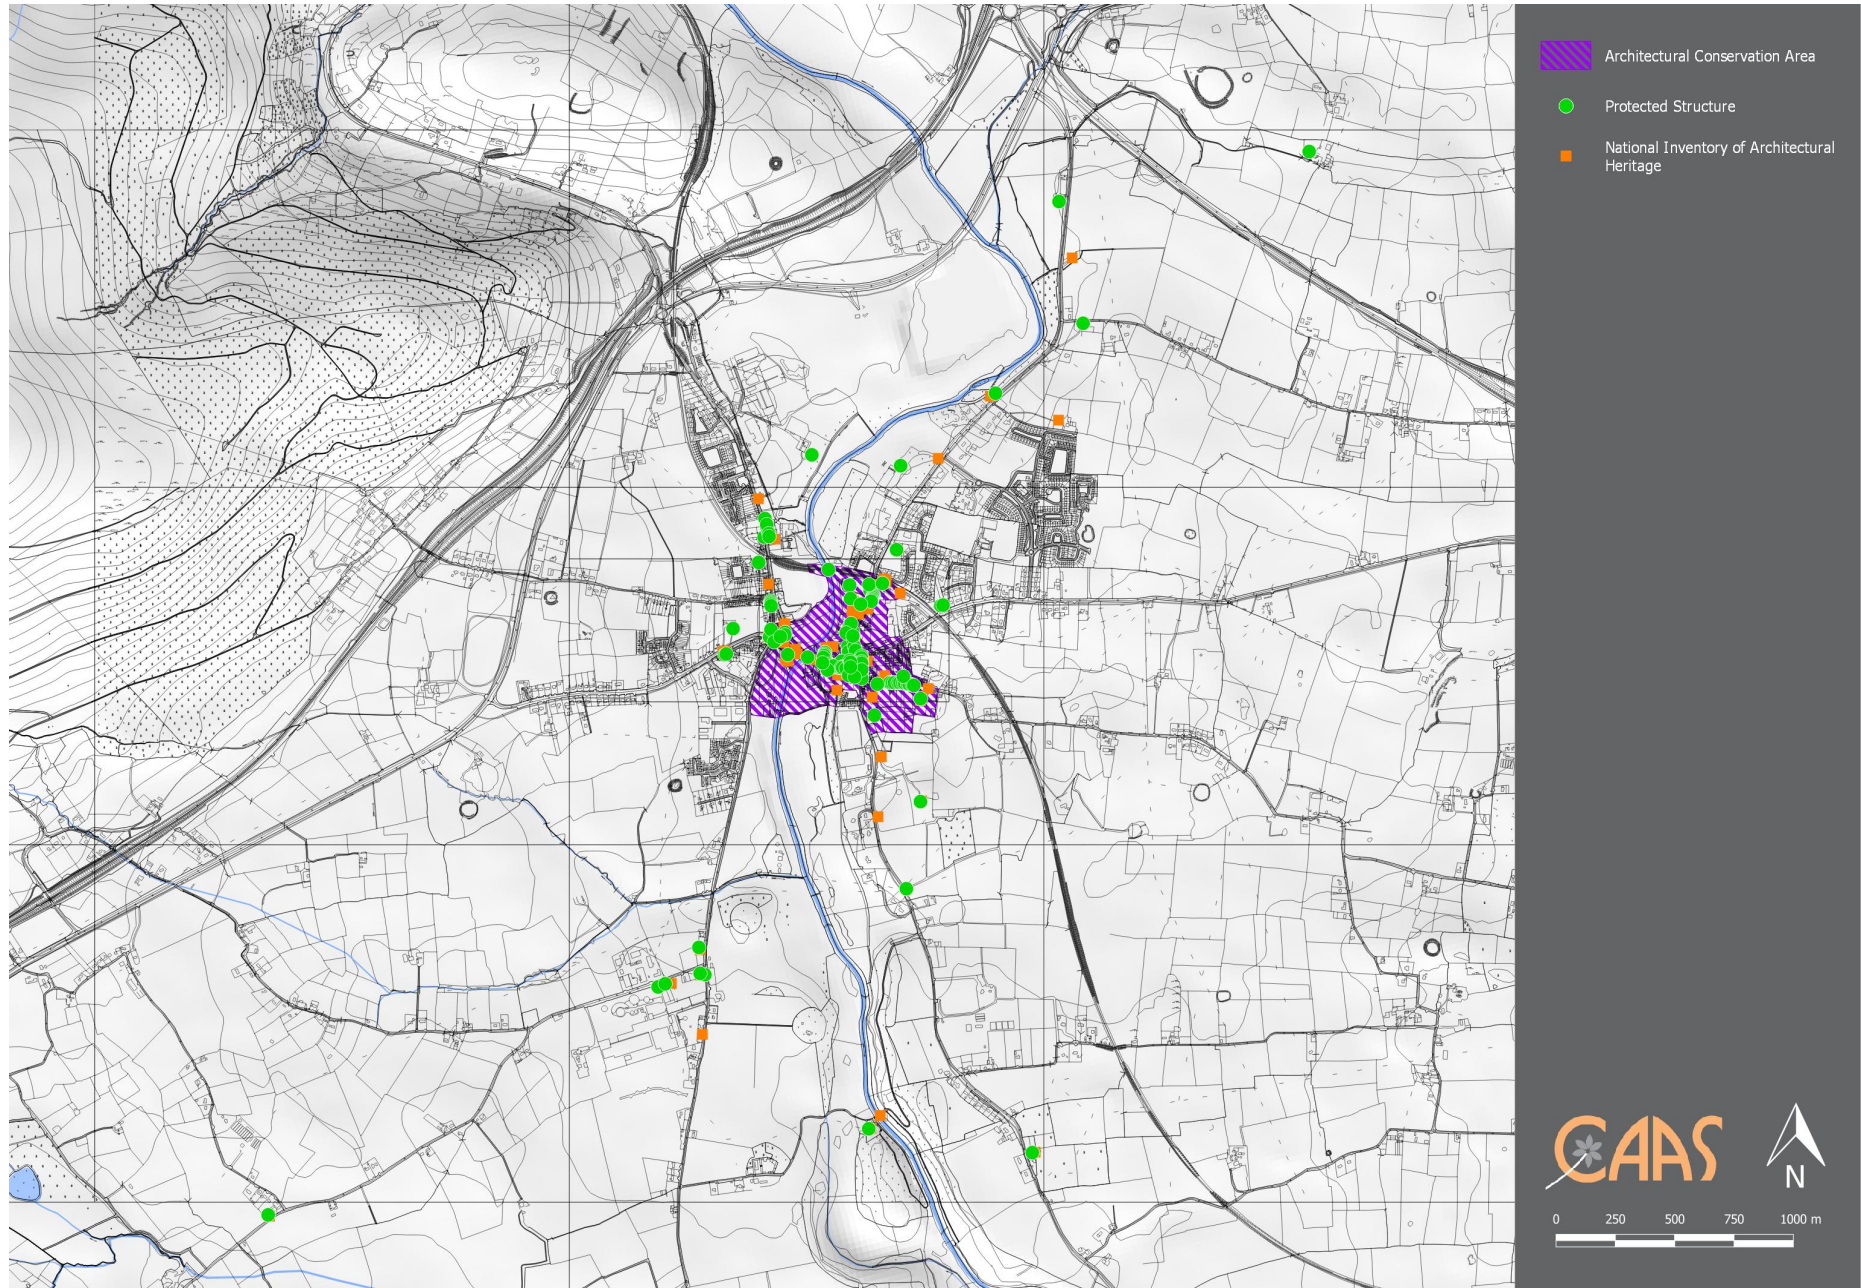 Architectural Conservation Area
Protected Structure
National Inventory of Architectural
Heritage
CAAS
N
0 250 500 750 1000 m